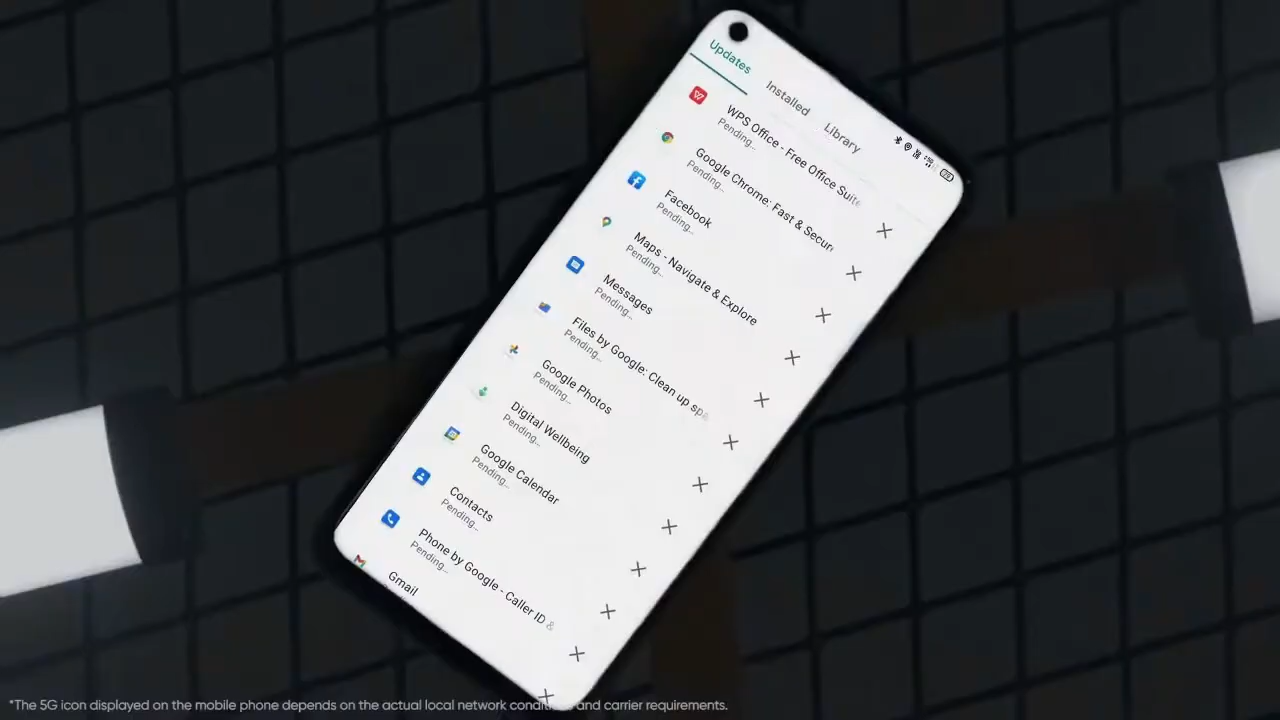 Updates
Installed
Library
WPS Office - Free Office Suite
Pending...
Google Chrome: Fast & Secur
Pending...
Facebook
Pending...
Maps - Navigate & Explore
Pending...
Messages
Pending...
Files by Google: Clean up spa
Pending...
Google Photos
Pending...
Digital Wellbeing
Pending...
Google Calendar
Pending...
Contacts
Pending...
Phone by Google - Caller ID &
Pending...
Gmail
*The 5G icon displayed on the mobile phone depends on the actual local network and carrier requirements.